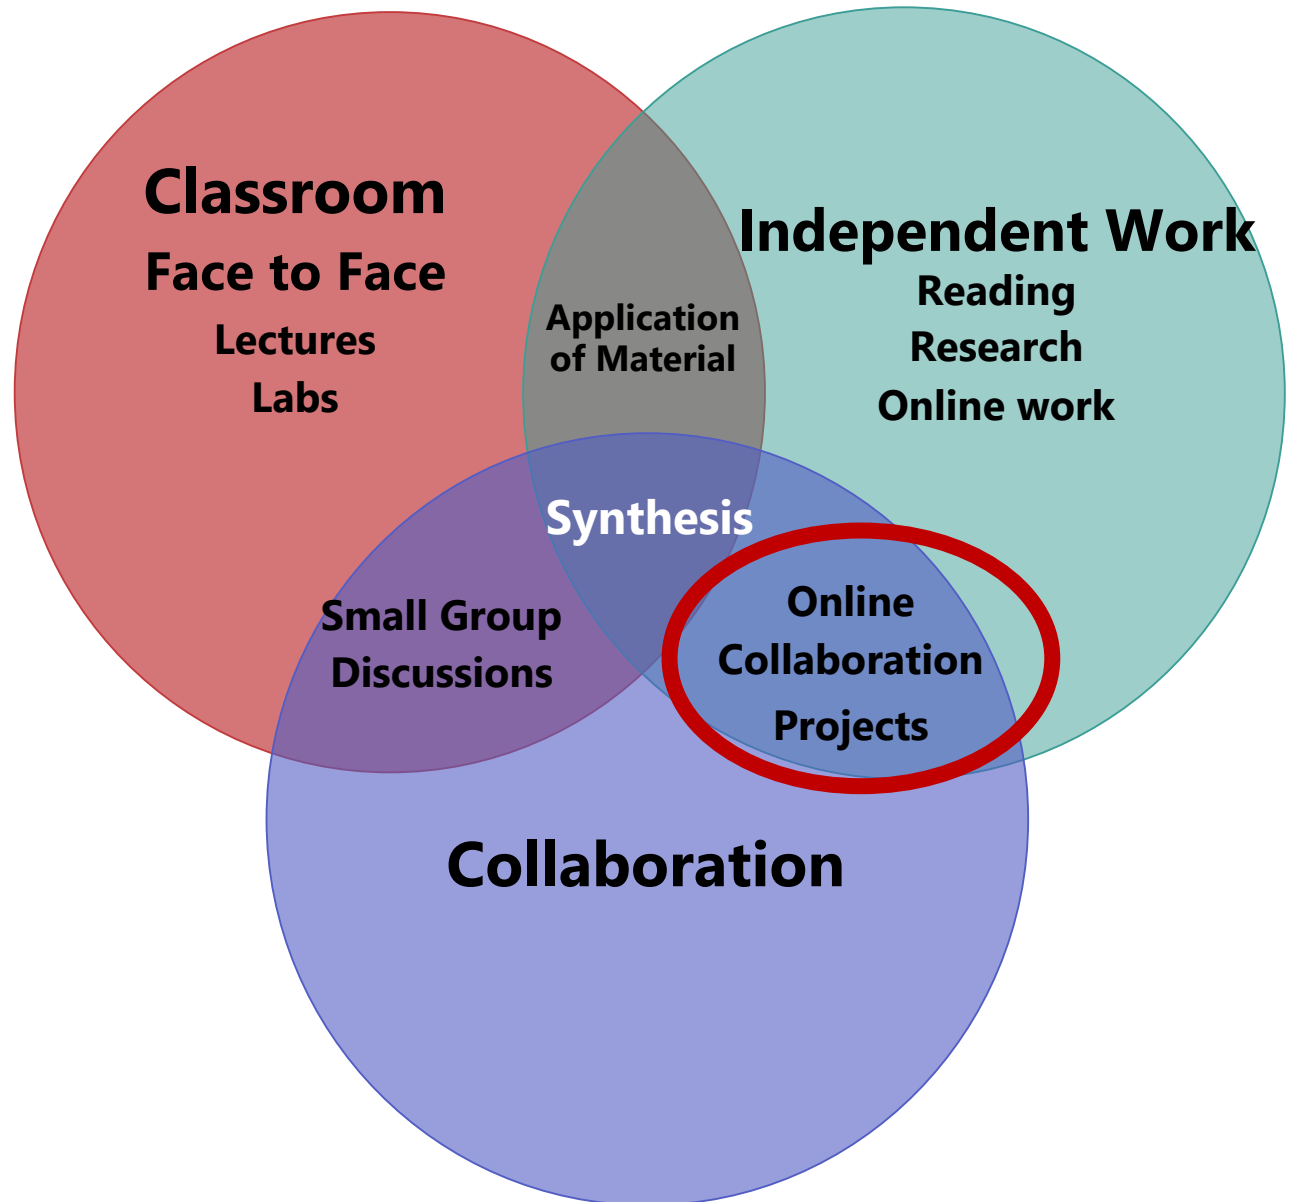 Classroom
Face to Face
Lectures
Labs
Independent Work
Reading
Research
Online work
Application
of Material
Synthesis
Small Group
Discussions
Online
Collaboration
Projects
Collaboration